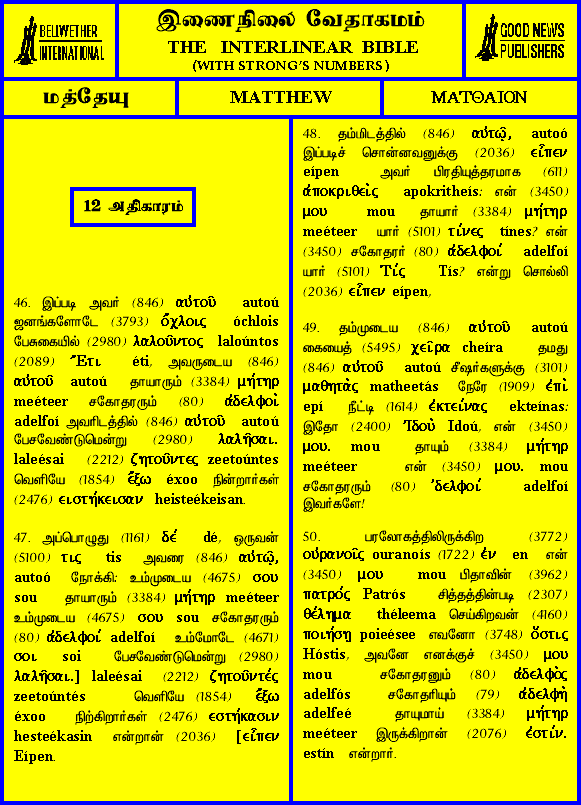 BELLWETHER
INTERNATIONAL
இணைநிலை வேதாகமம்
THE INTERLINEAR BIBLE
(WITH STRONG'S NUMBERS)
GOOD NEWS
PUBLISHERS
மத்தேயு
MATTHEW
ΜΑΤΘΑΙΟΝ
12 அதிகாரம்
46. இப்படி அவர் (846) αὐτοῦ autoú
ஜனங்களோடே (3793) ὄχλοις óchlois
பேசுகையில் (2980) λαλοῦντος laloúntos
(2089) Ἔτι éti, அவருடைய (846)
αὐτοῦ autoú தாயாரும் (3384) μήτηρ
meéteer சகோதரரும் (80) ἀδελφοὶ
adelfoí அவரிடத்தில் (846) αὐτοῦ autoú
பேசவேண்டுமென்று (2980) λαλῆσαι.
laleésai (2212) ζητοῦντες zeetoúntes
வெளியே (1854) ἔξω éxoo நின்றார்கள்
(2476) ειστήκεισαν heisteékeisan.
47. அப்பொழுது (1161) δέ dé, ஒருவன்
(5100) τις tis அவரை (846) αὐτῷ,
autoó நோக்கி: உம்முடைய (4675) σου
sou தாயாரும் (3384) μήτηρ meéteer
உம்முடைய (4675) σου sou சகோதரரும்
(80) ἀδελφοί adelfoí உம்மோடே (4671)
σοι soi பேசவேண்டுமென்று (2980)
λαλῆσαι.] laleésai (2212) ζητοῦντές
zeetoúntés வெளியே (1854) ἔξω
éxoo நிற்கிறார்கள் (2476) εστήκασιν
hesteékasin என்றான் (2036) [εἶπεν
Eípen.
48. தம்மிடத்தில் (846) αὐτῷ, autoó
இப்படிச் சொன்னவனுக்கு (2036) εἶπεν
eípen அவர் பிரதியுத்தரமாக (611)
ἀποκριθεὶς apokritheís: என் (3450)
μου mou தாயார் (3384) μήτηρ
meéteer யார் (5101) τίνες tínes? என்
(3450) சகோதரர் (80) ἀδελφοί adelfoí
யார் (5101) Τίς Tís? என்று சொல்லி
(2036) εἶπεν eípen,
49. தம்முடைய (846) αὐτοῦ autoú
கையைத் (5495) χεῖρα cheíra தமது
(846) αὐτοῦ autoú சீஷர்களுக்கு (3101)
μαθητὰς matheetás நேரே (1909) ἐπὶ
epí நீட்டி (1614) ἐκτείνας ekteínas:
இதோ (2400) Ἰδοὺ Idoú, என் (3450)
μου. mou தாயும் (3384) μήτηρ
meéteer என் (3450) μου. mou
சகோதரரும் (80) ᾿δελφοί adelfoí
இவர்களே!
50. பரலோகத்திலிருக்கிற (3772)
οὐρανοῖς ouranoís (1722) ἐν en என்
(3450) μου mou பிதாவின் (3962)
πατρός Patrós சித்தத்தின்படி (2307)
θέλημα théleema செய்கிறவன் (4160)
ποιήσῃ poieésee எவனோ (3748) ὅστις
Hóstis, அவனே எனக்குச் (3450) μου
mou சகோதரனும் (80) ἀδελφὸς
adelfós சகோதரியும் (79) ἀδελφὴ
adelfeé தாயுமாய் (3384) μήτηρ
meéteer இருக்கிறான் (2076) ἐστίν.
estín என்றார்.